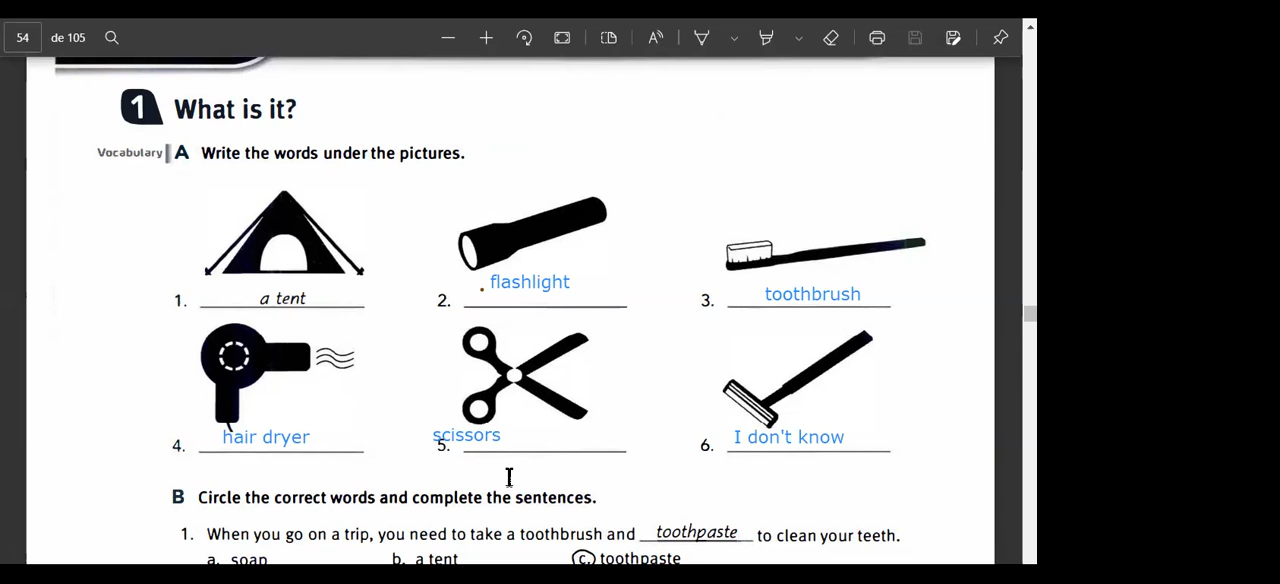 54 de 105
1 What is it?
Vocabulary A Write the words under the pictures.
1. a tent
2. flashlight
3. toothbrush
4. hair dryer
5. scissors
6. I don't know
B Circle the correct words and complete the sentences.
1. When you go on a trip, you need to take a toothbrush and toothpaste to clean your teeth.
a. soap b. a tent c. toothpaste